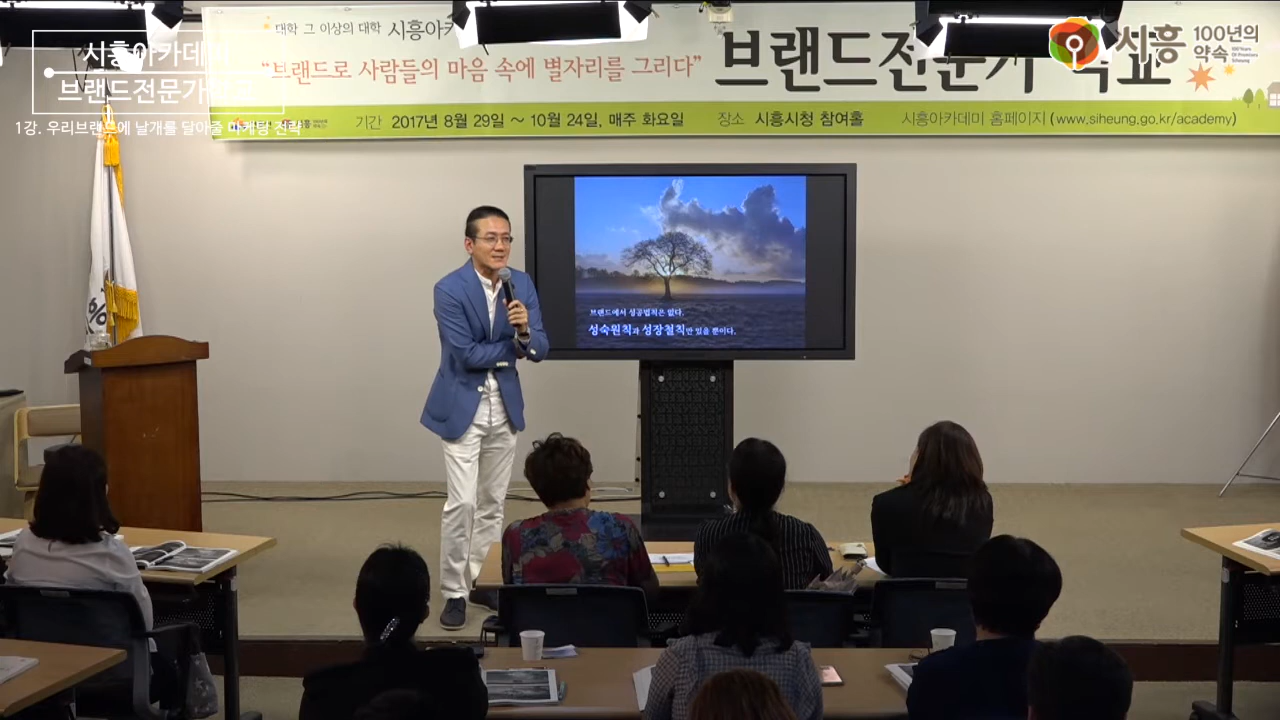 시흥아카데미
브랜드전문가학교
1강. 우리브랜드에 날개를 달아줄 마케팅 전략
대학 그 이상의 대학 시흥아카
"브랜드로 사람들의 마음 속에 별자리를 그리다"
브랜드전문가 학교
기간 2017년 8월 29일 ~ 10월 24일, 매주 화요일 장소 시흥시청 참여홀 시흥아카데미 홈페이지 (www.siheung.go.kr/academy)
시흥 100년의 약속
브랜드에서 성공법칙은 없다.
성숙원칙과 성장철칙만 있을 뿐이다.